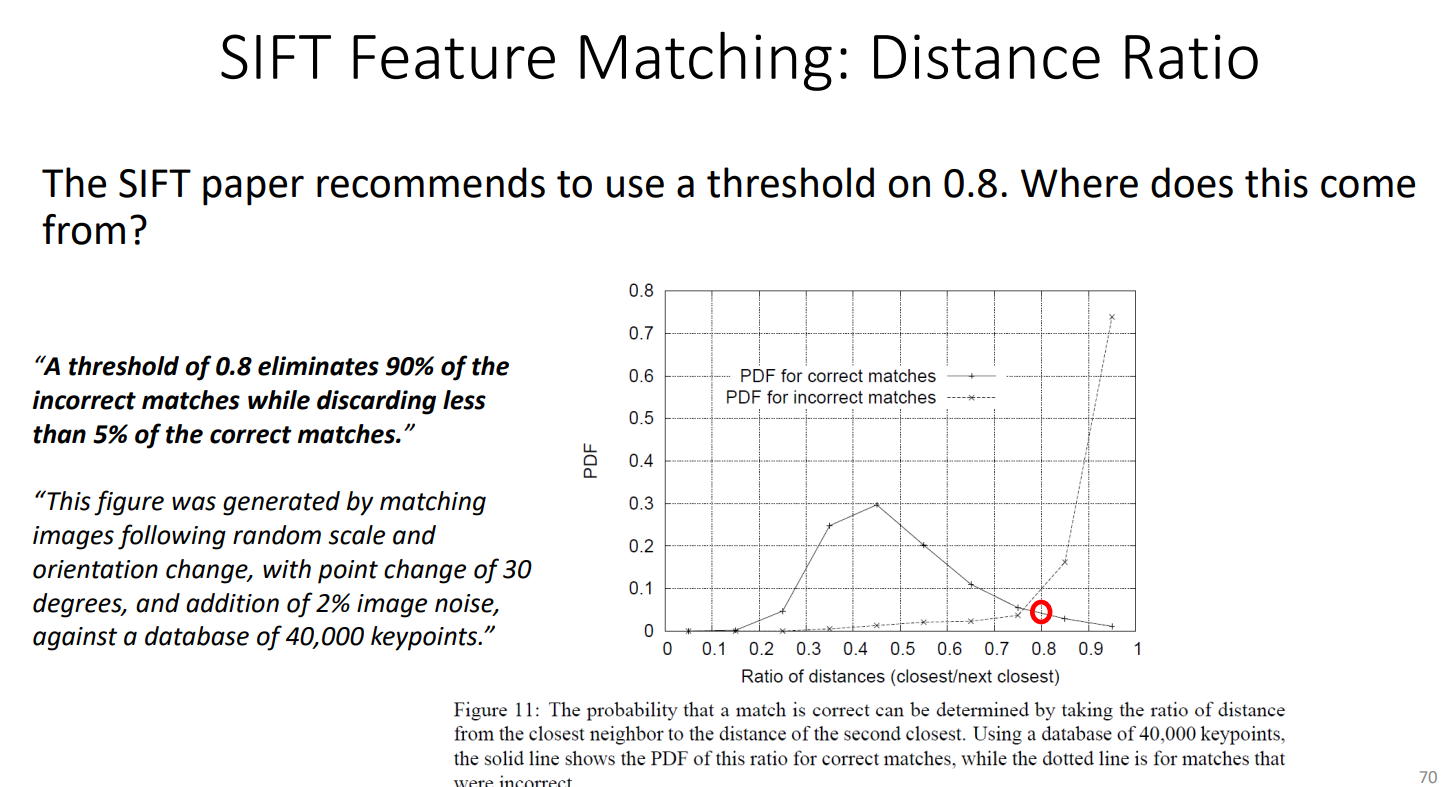 SIFT Feature Matching: Distance Ratio
The SIFT paper recommends to use a threshold on 0.8. Where does this come
from?
“A threshold of 0.8 eliminates 90% of the
incorrect matches while discarding less
than 5% of the correct matches.”
“This figure was generated by matching
images following random scale and
orientation change, with point change of 30
degrees, and addition of 2% image noise,
against a database of 40,000 keypoints.”
0.8
0.7
0.6
0.5
0.4
0.3
0.2
0.1
0
PDF
PDF for correct matches
PDF for incorrect matches
0 0.1 0.2 0.3 0.4 0.5 0.6 0.7 0.8 0.9 1
Ratio of distances (closest/next closest)
Figure 11: The probability that a match is correct can be determined by taking the ratio of distance
from the closest neighbor to the distance of the second closest. Using a database of 40,000 keypoints,
the solid line shows the PDF of this ratio for correct matches, while the dotted line is for matches that
were incorrect
70